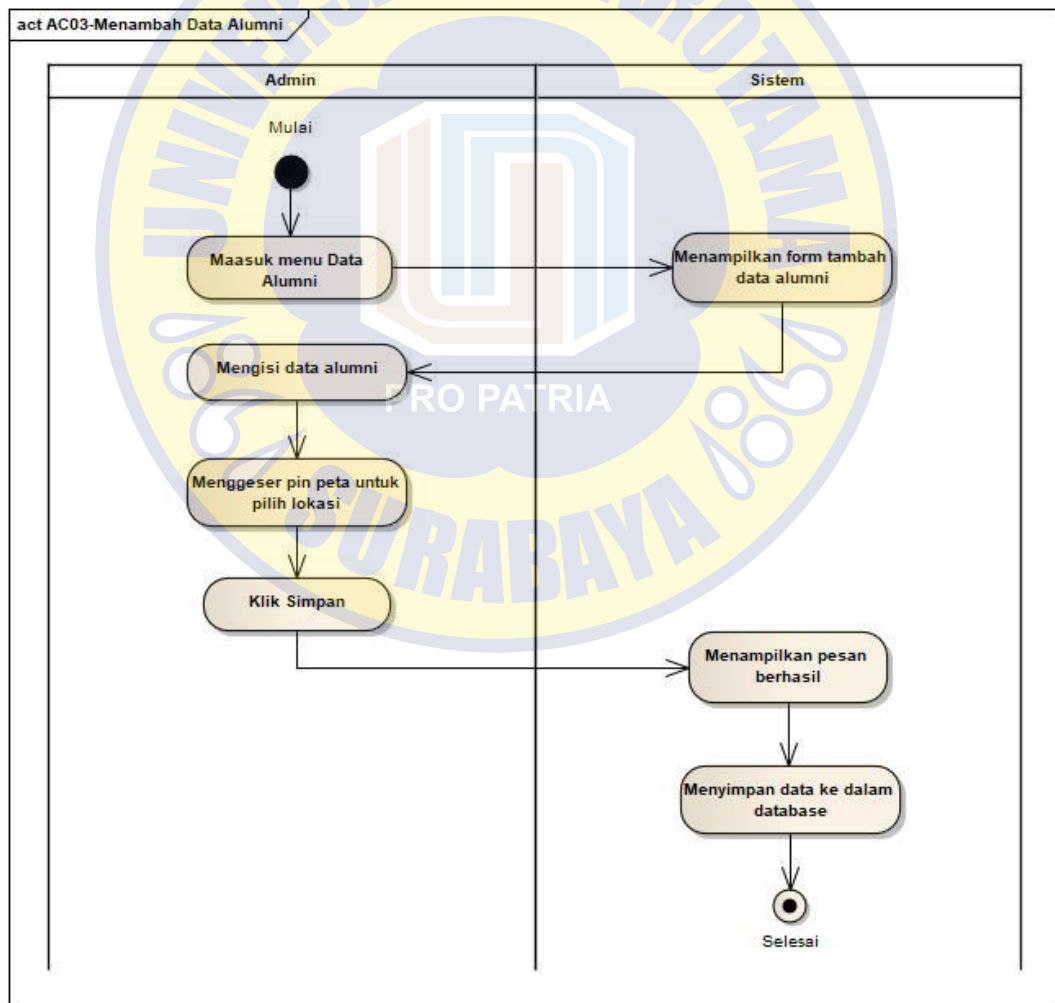 act AC03-Menambah Data Alumni
Admin
Sistem
Mulai
Maasuk menu Data
Alumni
Menampilkan form tambah
data alumni
Mengisi data alumni
PRO PATRIA
Menggeser pin peta untuk
pilih lokasi
SURABAYA
Klik Simpan
Menampilkan pesan
berhasil
Menyimpan data ke dalam
database
Selesai